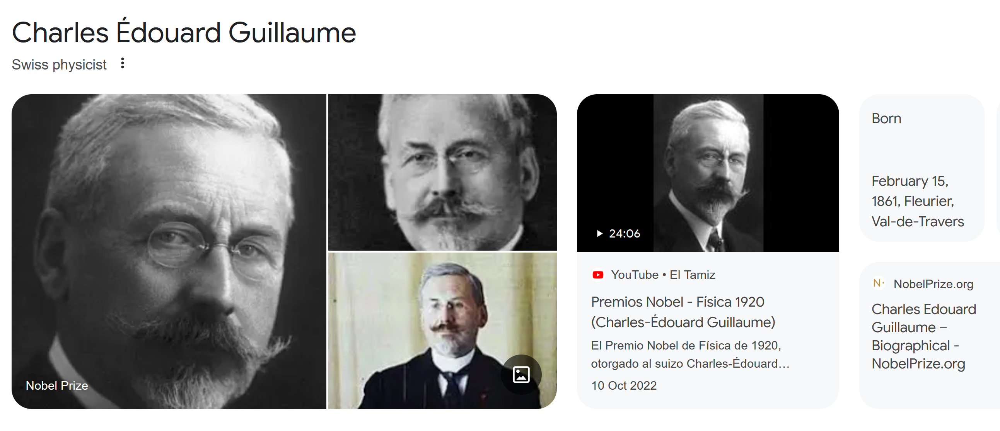 Charles Édouard Guillaume
Swiss physicist
Nobel Prize
24:06
YouTube • El Tamiz
Premios Nobel - Física 1920
(Charles-Édouard Guillaume)
El Premio Nobel de Física de 1920,
otorgado al suizo Charles-Édouard...
10 Oct 2022
Born
February 15,
1861, Fleurier,
Val-de-Travers
N·
NobelPrize.org
Charles Edouard
Guillaume –
Biographical -
NobelPrize.org